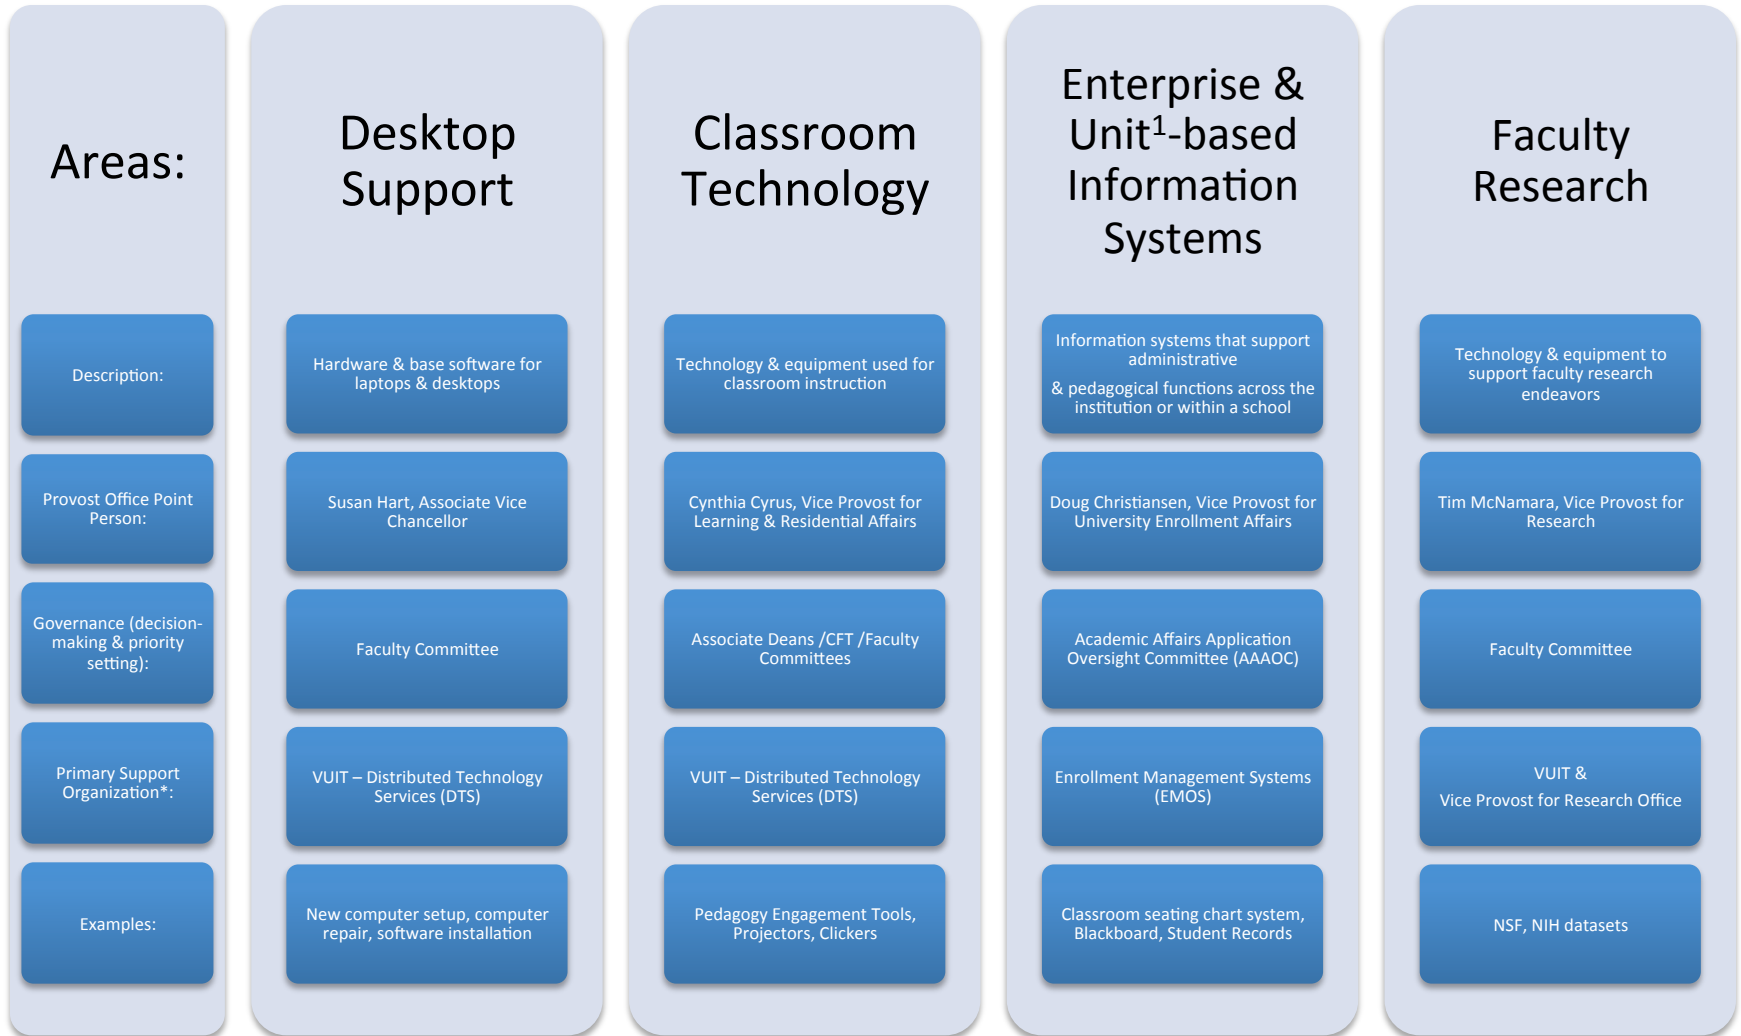 Areas:
Description:
Provost Office Point
Person:
Governance (decision-
making & priority
setting):
Primary Support
Organization*:
Examples:
Desktop
Support
Hardware & base software for
laptops & desktops
Susan Hart, Associate Vice
Chancellor
Faculty Committee
VUIT – Distributed Technology
Services (DTS)
New computer setup, computer
repair, software installation
Classroom
Technology
Technology & equipment used for
classroom instruction
Cynthia Cyrus, Vice Provost for
Learning & Residential Affairs
Associate Deans /CFT /Faculty
Committees
VUIT – Distributed Technology
Services (DTS)
Pedagogy Engagement Tools,
Projectors, Clickers
Enterprise &
Unit¹-based
Information
Systems
Information systems that support
administrative
& pedagogical functions across the
institution or within a school
Doug Christiansen, Vice Provost for
University Enrollment Affairs
Academic Affairs Application
Oversight Committee (AAAOC)
Enrollment Management Systems
(EMOS)
Classroom seating chart system,
Blackboard, Student Records
Faculty
Research
Technology & equipment to
support faculty research
endeavors
Tim McNamara, Vice Provost for
Research
Faculty Committee
VUIT &
Vice Provost for Research Office
NSF, NIH datasets